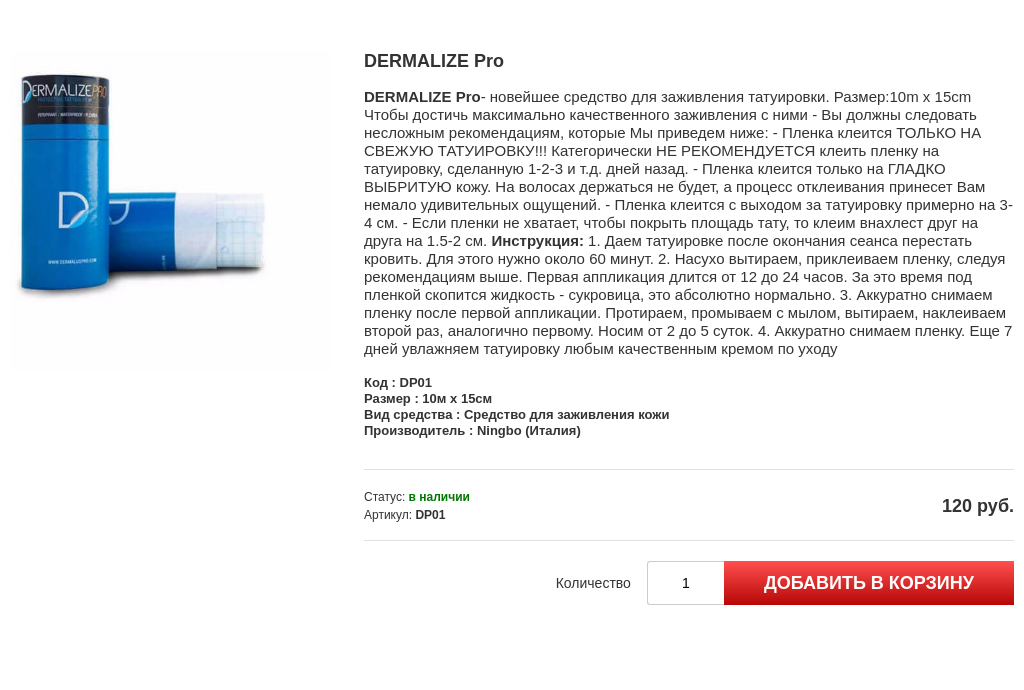 DERMALIZE Pro
DERMALIZEPRO
DERMALIZE Pro- новейшее средство для заживления татуировки. Размер:10m x 15cm
Чтобы достичь максимально качественного заживления с ними - Вы должны следовать
несложным рекомендациям, которые Мы приведем ниже: - Пленка клеится ТОЛЬКО НА
СВЕЖУЮ ТАТУИРОВКУ!!! Категорически НЕ РЕКОМЕНДУЕТСЯ клеить пленку на
татуировку, сделанную 1-2-3 и т.д. дней назад. - Пленка клеится только на ГЛАДКО
ВЫБРИТУЮ кожу. На волосах держаться не будет, а процесс отклеивания принесет Вам
немало удивительных ощущений. - Пленка клеится с выходом за татуировку примерно на 3-
4 см. - Если пленки не хватает, чтобы покрыть площадь тату, то клеим внахлест друг на
друга на 1.5-2 см. Инструкция: 1. Даем татуировке после окончания сеанса перестать
кровить. Для этого нужно около 60 минут. 2. Насухо вытираем, приклеиваем пленку, следуя
рекомендациям выше. Первая аппликация длится от 12 до 24 часов. За это время под
пленкой скопится жидкость - сукровица, это абсолютно нормально. 3. Аккуратно снимаем
пленку после первой аппликации. Протираем, промываем с мылом, вытираем, наклеиваем
второй раз, аналогично первому. Носим от 2 до 5 суток. 4. Аккуратно снимаем пленку. Еще 7
дней увлажняем татуировку любым качественным кремом по уходу
WWW.DERMALIZEPRO.COM
Код : DP01
Размер : 10м х 15см
Вид средства : Средство для заживления кожи
Производитель : Ningbo (Италия)
Статус: в наличии
Артикул: DP01
120 руб.
Количество 1 ДОБАВИТЬ В КОРЗИНУ